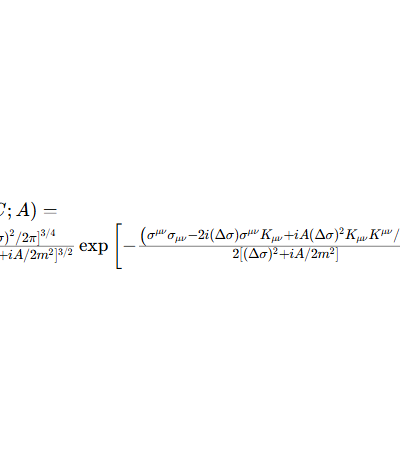 C; A) =
σ)²/2π]^{3/4} / +iA/2m²]^{3/2} exp [ − (σ^{μν}σ_{μν}−2i(Δσ)σ^{μν}K_{μν}+iA(Δσ)²K_{μν}K^{μν}/ / 2[(Δσ)²+iA/2m²]